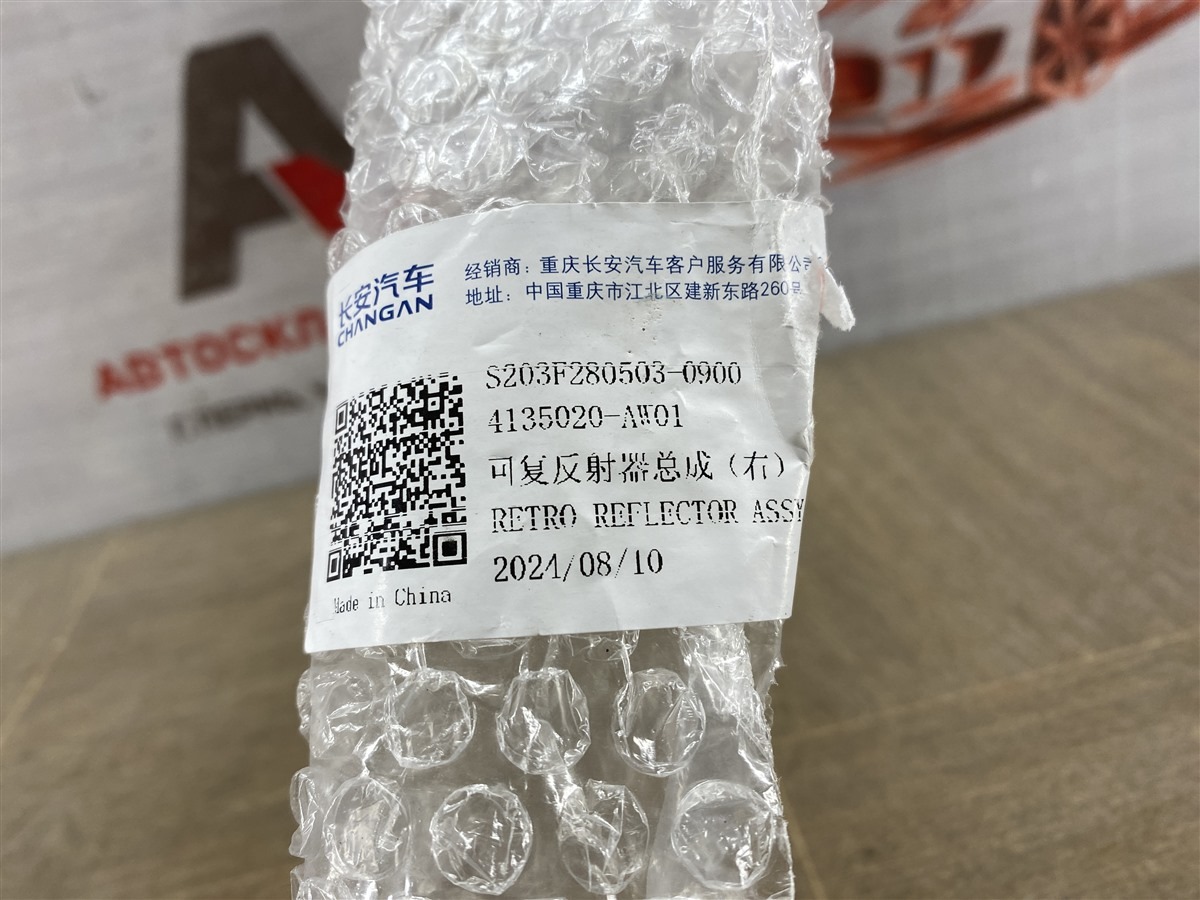 长安汽车
CHANGAN
经销商：重庆长安汽车客户服务有限公司
地址：中国重庆市江北区建新东路260号
S203F280503-0900
4135020-AW01
可复反射器总成（右）
RETRO REFLECTOR ASSY
2024/08/10
Made in China